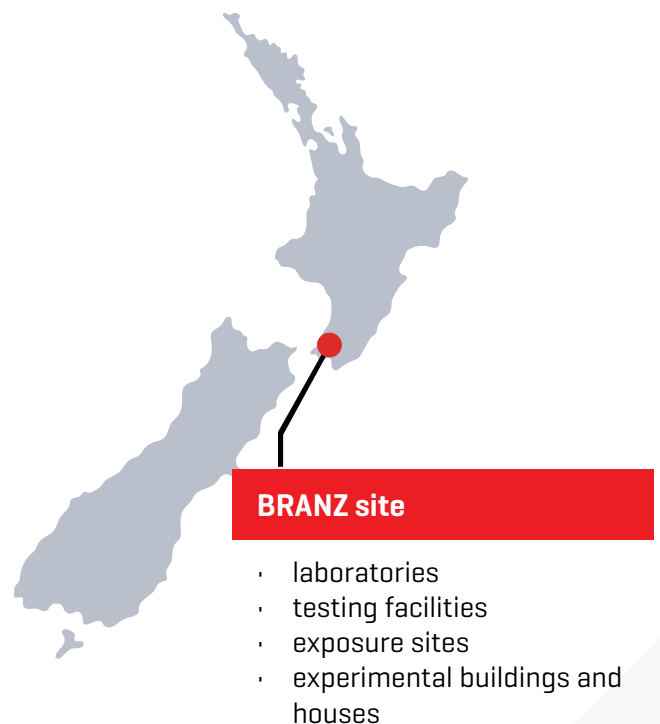 BRANZ site
· laboratories
· testing facilities
· exposure sites
· experimental buildings and
houses